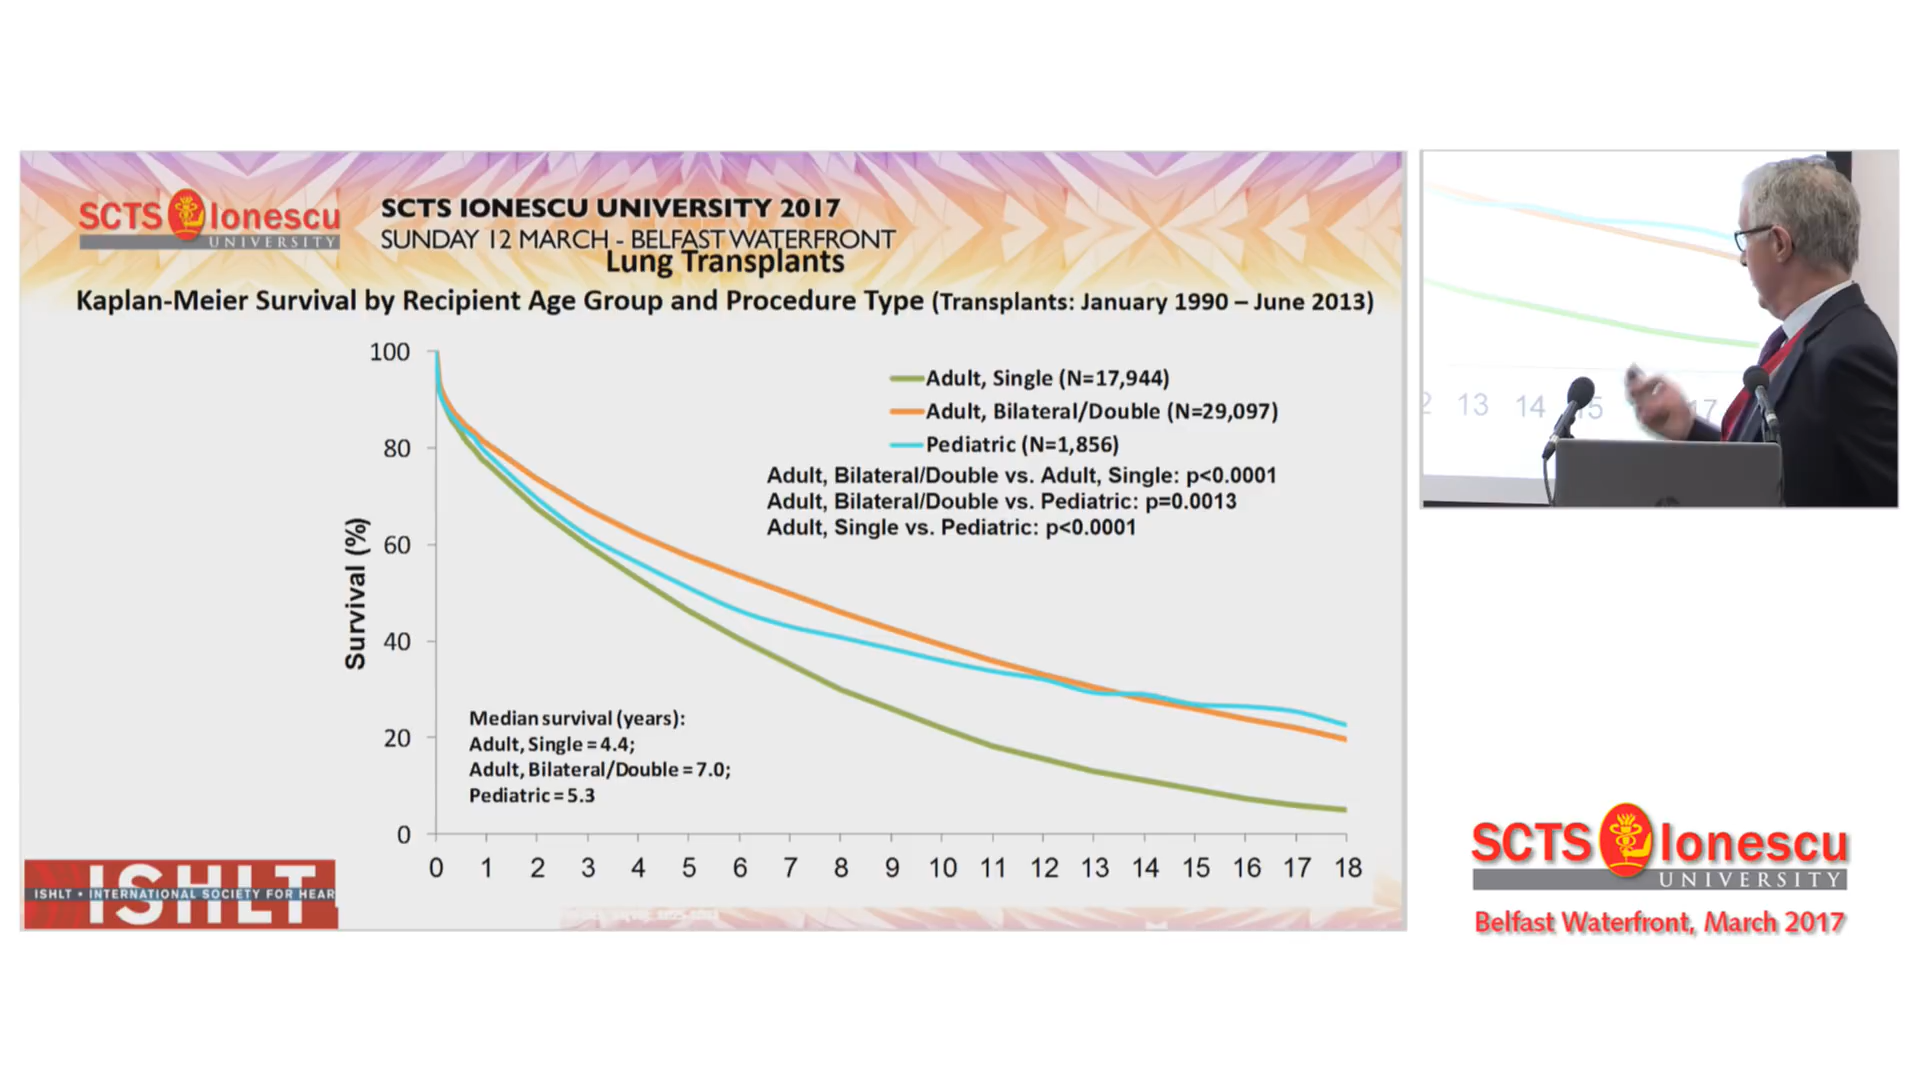 SCTS Ionescu
UNIVERSITY
SCTS IONESCU UNIVERSITY 2017
SUNDAY 12 MARCH - BELFAST WATERFRONT
Lung Transplants
Kaplan-Meier Survival by Recipient Age Group and Procedure Type (Transplants: January 1990 – June 2013)
100
80
60
40
20
0
Survival (%)
Adult, Single (N=17,944)
Adult, Bilateral/Double (N=29,097)
Pediatric (N=1,856)
Adult, Bilateral/Double vs. Adult, Single: p<0.0001
Adult, Bilateral/Double vs. Pediatric: p=0.0013
Adult, Single vs. Pediatric: p<0.0001
Median survival (years):
Adult, Single = 4.4;
Adult, Bilateral/Double = 7.0;
Pediatric = 5.3
0 1 2 3 4 5 6 7 8 9 10 11 12 13 14 15 16 17 18
ISHLT
ISHLT • INTERNATIONAL SOCIETY FOR HEAR
13 14 15 17
SCTS Ionescu
UNIVERSITY
Belfast Waterfront, March 2017